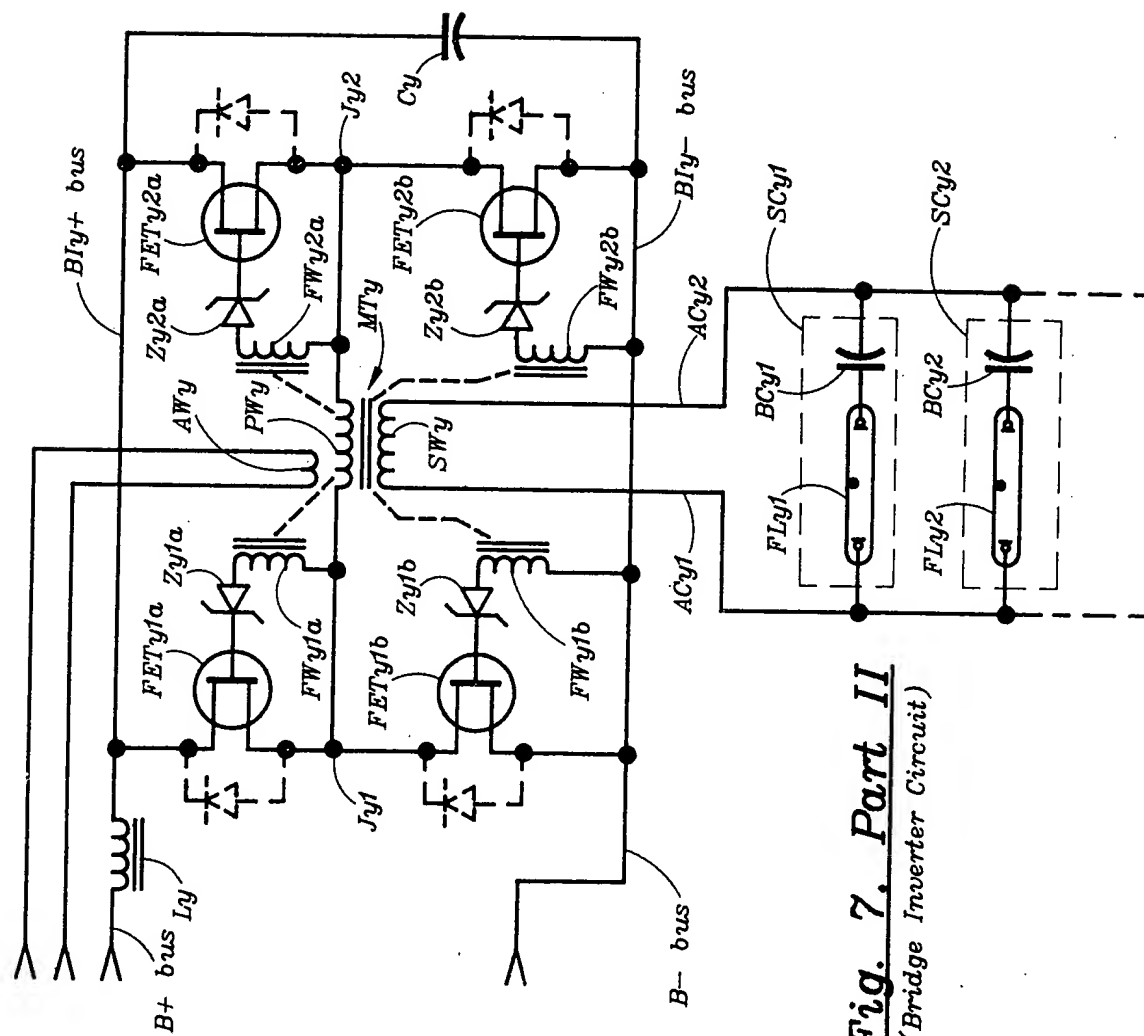 BIy+ bus
FETy2a
Zy2a
FWy2a
Jy2
Cy
AWy
PWy
MTy
SWy
FETy2b
Zy2b
FWy2b
BIy- bus
ACy2
SCy1
SCy2
BCy1
BCy2
FLy1
FLy2
ACy1
FETy1a
Zy1a
FWy1a
Jy1
FETy1b
Zy1b
FWy1b
Ly
B+ bus
B- bus
Fig. 7. Part II
(Bridge Inverter Circuit)